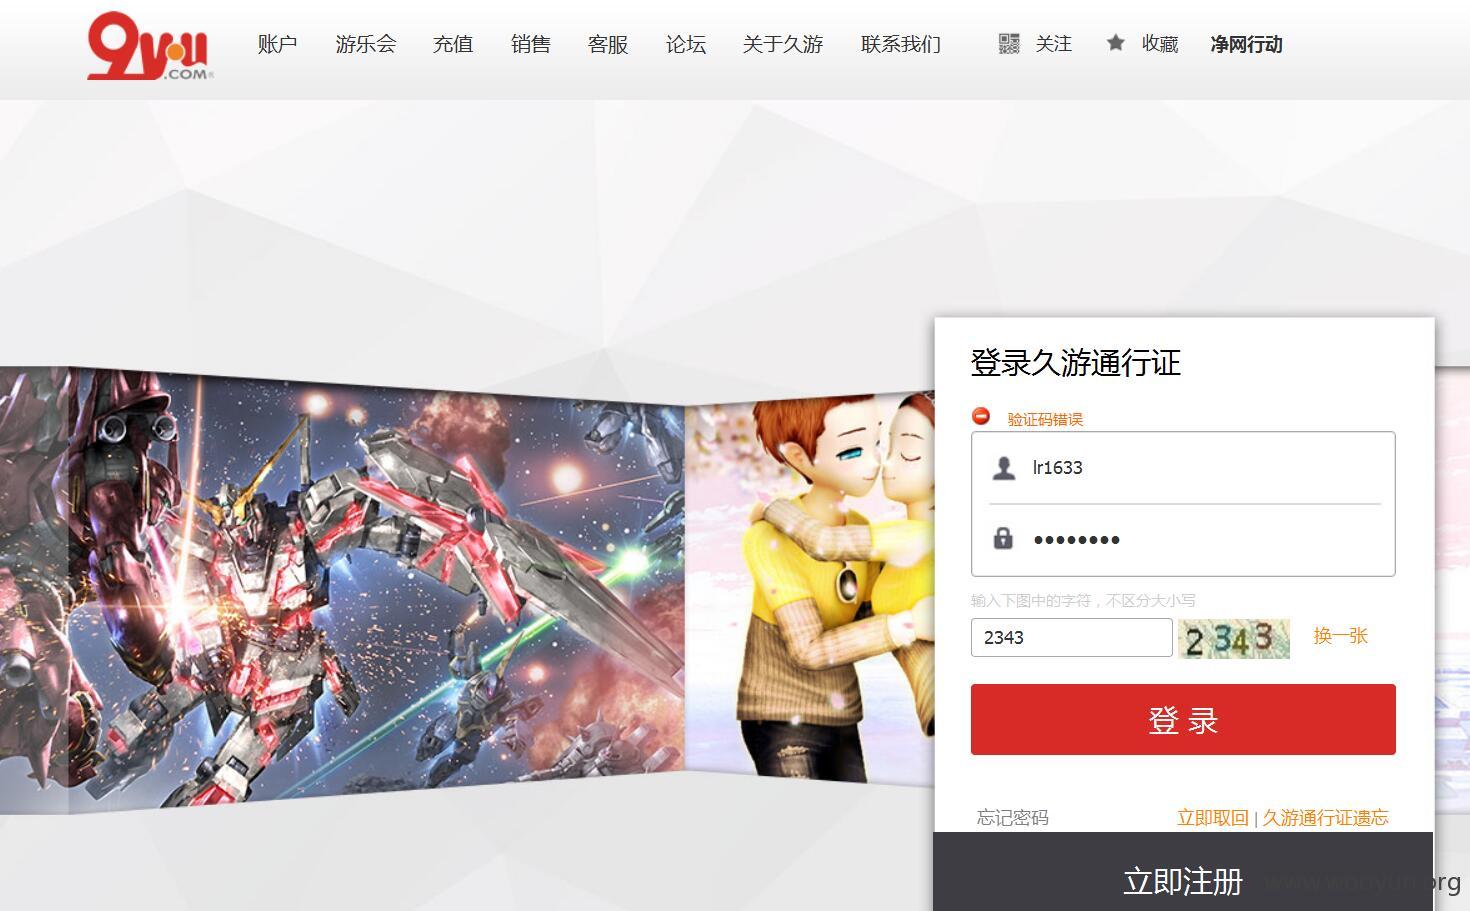 9you
.COM®
账户 游乐会 充值 销售 客服 论坛 关于久游 联系我们 关注 收藏 净网行动
登录久游通行证
验证码错误
lr1633
输入下图中的字符，不区分大小写
2343 2343 换一张
登 录
忘记密码 立即取回 | 久游通行证遗忘
立即注册
www.wooyun.org